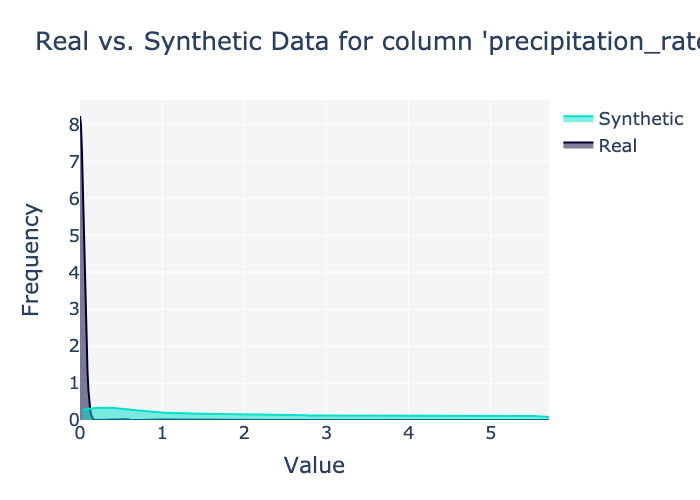 Real vs. Synthetic Data for column 'precipitation_rate
Synthetic
Real
Frequency
8
7
6
5
4
3
2
1
0
0 1 2 3 4 5
Value